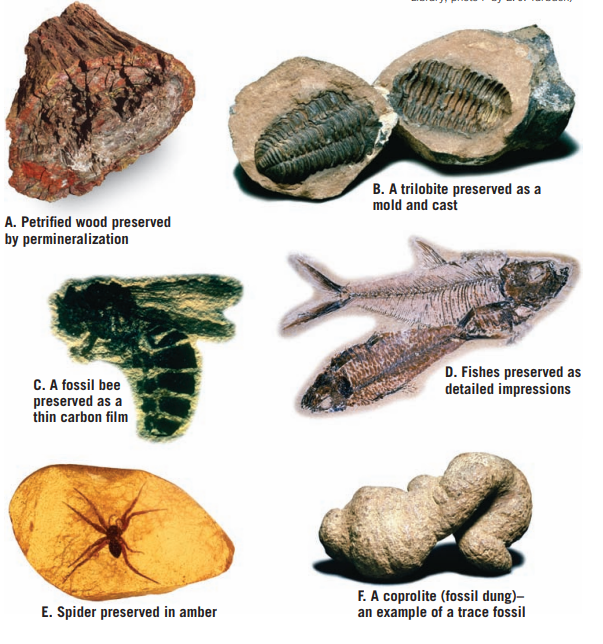 A. Petrified wood preserved
by permineralization
B. A trilobite preserved as a
mold and cast
C. A fossil bee
preserved as a
thin carbon film
D. Fishes preserved as
detailed impressions
E. Spider preserved in amber
F. A coprolite (fossil dung)–
an example of a trace fossil